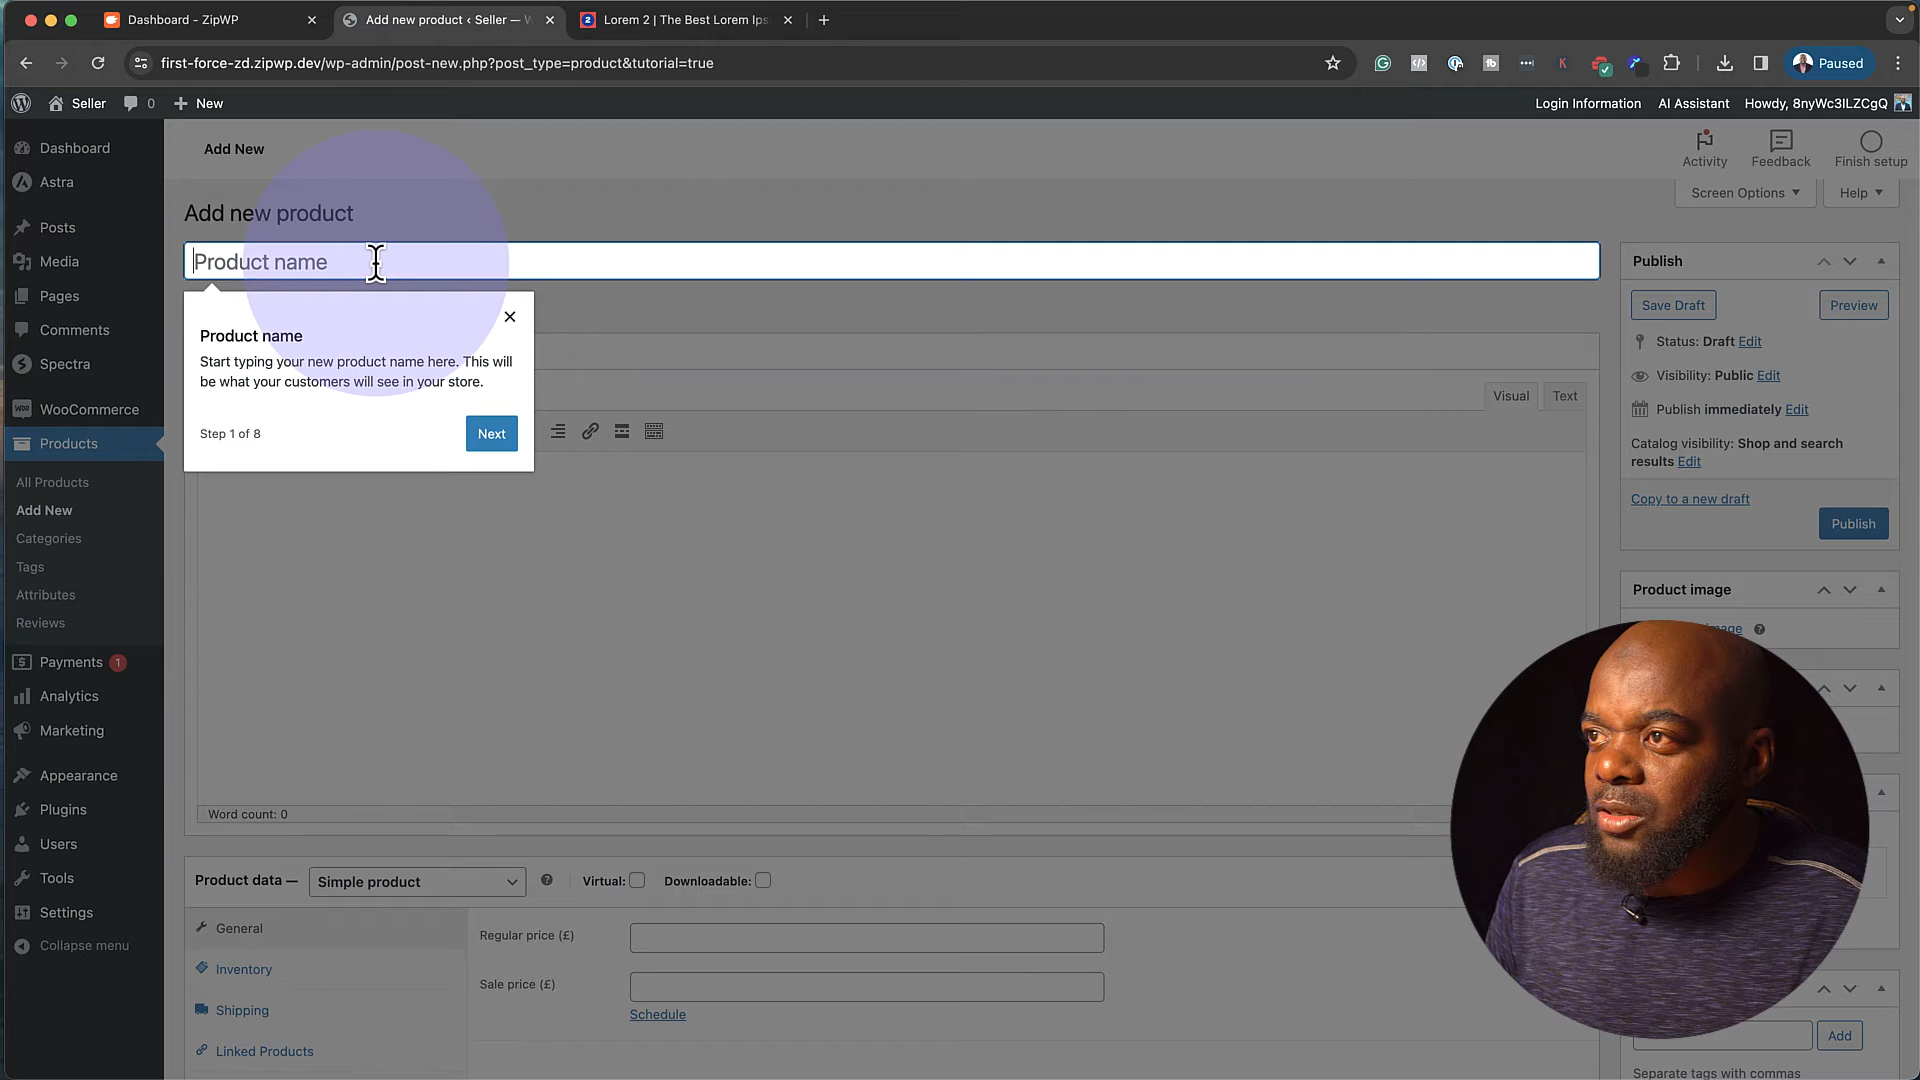 Dashboard - ZipWP
Add new product ‹ Seller — W
Lorem 2 | The Best Lorem Ips
first-force-zd.zipwp.dev/wp-admin/post-new.php?post_type=product&tutorial=true
Paused
Seller
0
New
Login Information
AI Assistant
Howdy, 8nyWc3ILZCgQ
Dashboard
Astra
Posts
Media
Pages
Comments
Spectra
WooCommerce
Products
All Products
Add New
Categories
Tags
Attributes
Reviews
Payments 1
Analytics
Marketing
Appearance
Plugins
Users
Tools
Settings
Collapse menu
Add New
Activity
Feedback
Finish setup
Screen Options
Help
Add new product
Product name
Product name
Start typing your new product name here. This will
be what your customers will see in your store.
Step 1 of 8
Next
Visual
Text
Word count: 0
Product data —
Simple product
Virtual:
Downloadable:
General
Inventory
Shipping
Linked Products
Regular price (£)
Sale price (£)
Schedule
Publish
Save Draft
Preview
Status: Draft Edit
Visibility: Public Edit
Publish immediately Edit
Catalog visibility: Shop and search
results Edit
Copy to a new draft
Publish
Product image
Add
Separate tags with commas